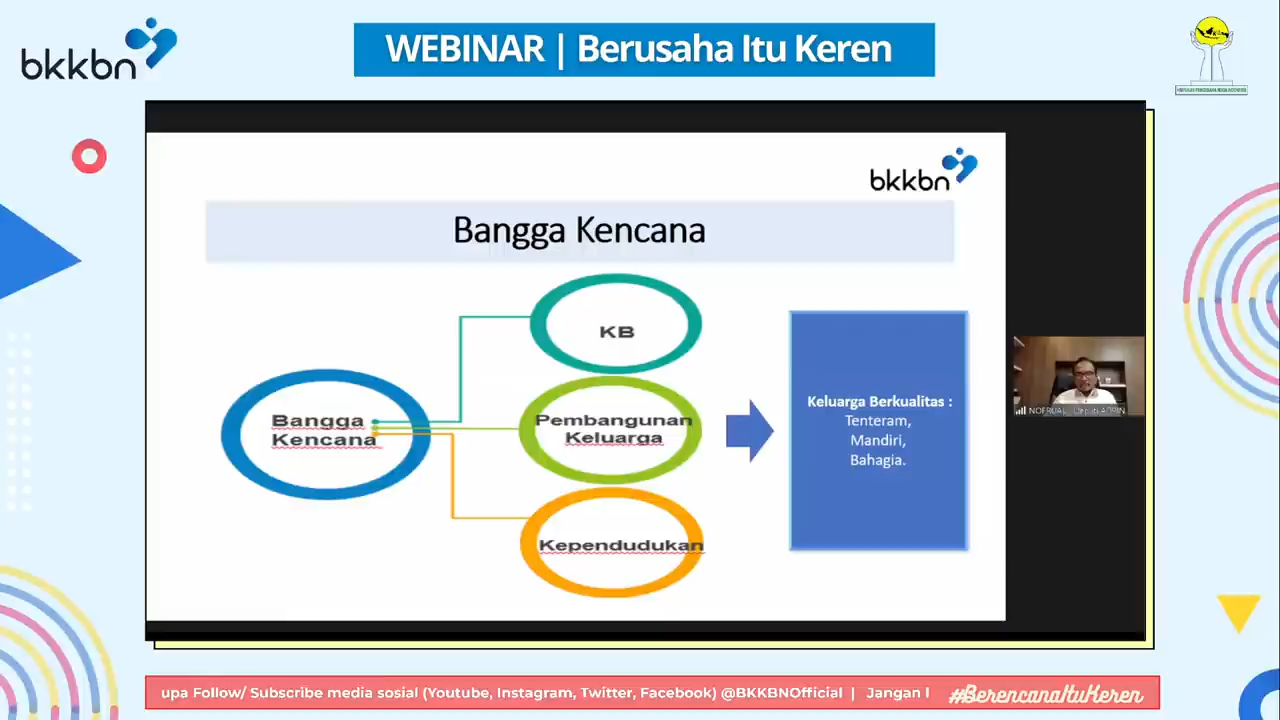 bkkbn
WEBINAR | Berusaha Itu Keren
bkkbn
Bangga Kencana
KB
Bangga
Kencana
Pembangunan
Keluarga
Kependudukan
Keluarga Berkualitas :
Tenteram,
Mandiri,
Bahagia.
upa Follow/ Subscribe media sosial (Youtube, Instagram, Twitter, Facebook) @BKKBNOfficial | Jangan l
#BerencanaItuKeren